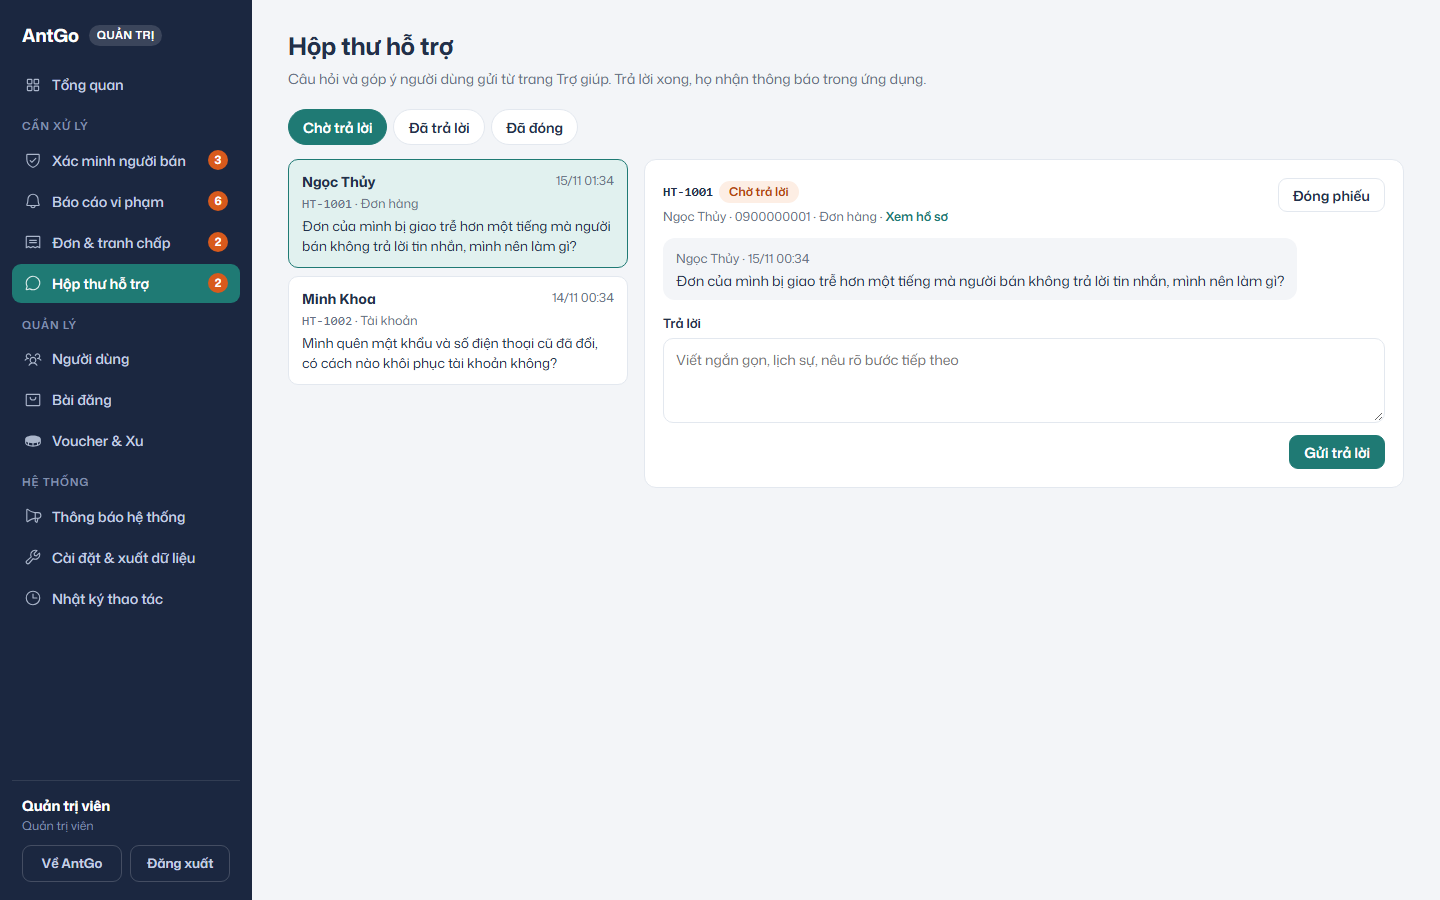 AntGo QUẢN TRỊ
Tổng quan
CẦN XỬ LÝ
Xác minh người bán 3
Báo cáo vi phạm 6
Đơn & tranh chấp 2
Hộp thư hỗ trợ 2
QUẢN LÝ
Người dùng
Bài đăng
Voucher & Xu
HỆ THỐNG
Thông báo hệ thống
Cài đặt & xuất dữ liệu
Nhật ký thao tác
Quản trị viên
Quản trị viên
Về AntGo Đăng xuất
Hộp thư hỗ trợ
Câu hỏi và góp ý người dùng gửi từ trang Trợ giúp. Trả lời xong, họ nhận thông báo trong ứng dụng.
Chờ trả lời Đã trả lời Đã đóng
Ngọc Thủy 15/11 01:34
HT-1001 · Đơn hàng
Đơn của mình bị giao trễ hơn một tiếng mà người
bán không trả lời tin nhắn, mình nên làm gì?
Minh Khoa 14/11 00:34
HT-1002 · Tài khoản
Mình quên mật khẩu và số điện thoại cũ đã đổi,
có cách nào khôi phục tài khoản không?
HT-1001 Chờ trả lời Đóng phiếu
Ngọc Thủy · 0900000001 · Đơn hàng · Xem hồ sơ
Ngọc Thủy · 15/11 00:34
Đơn của mình bị giao trễ hơn một tiếng mà người bán không trả lời tin nhắn, mình nên làm gì?
Trả lời
Viết ngắn gọn, lịch sự, nêu rõ bước tiếp theo
Gửi trả lời